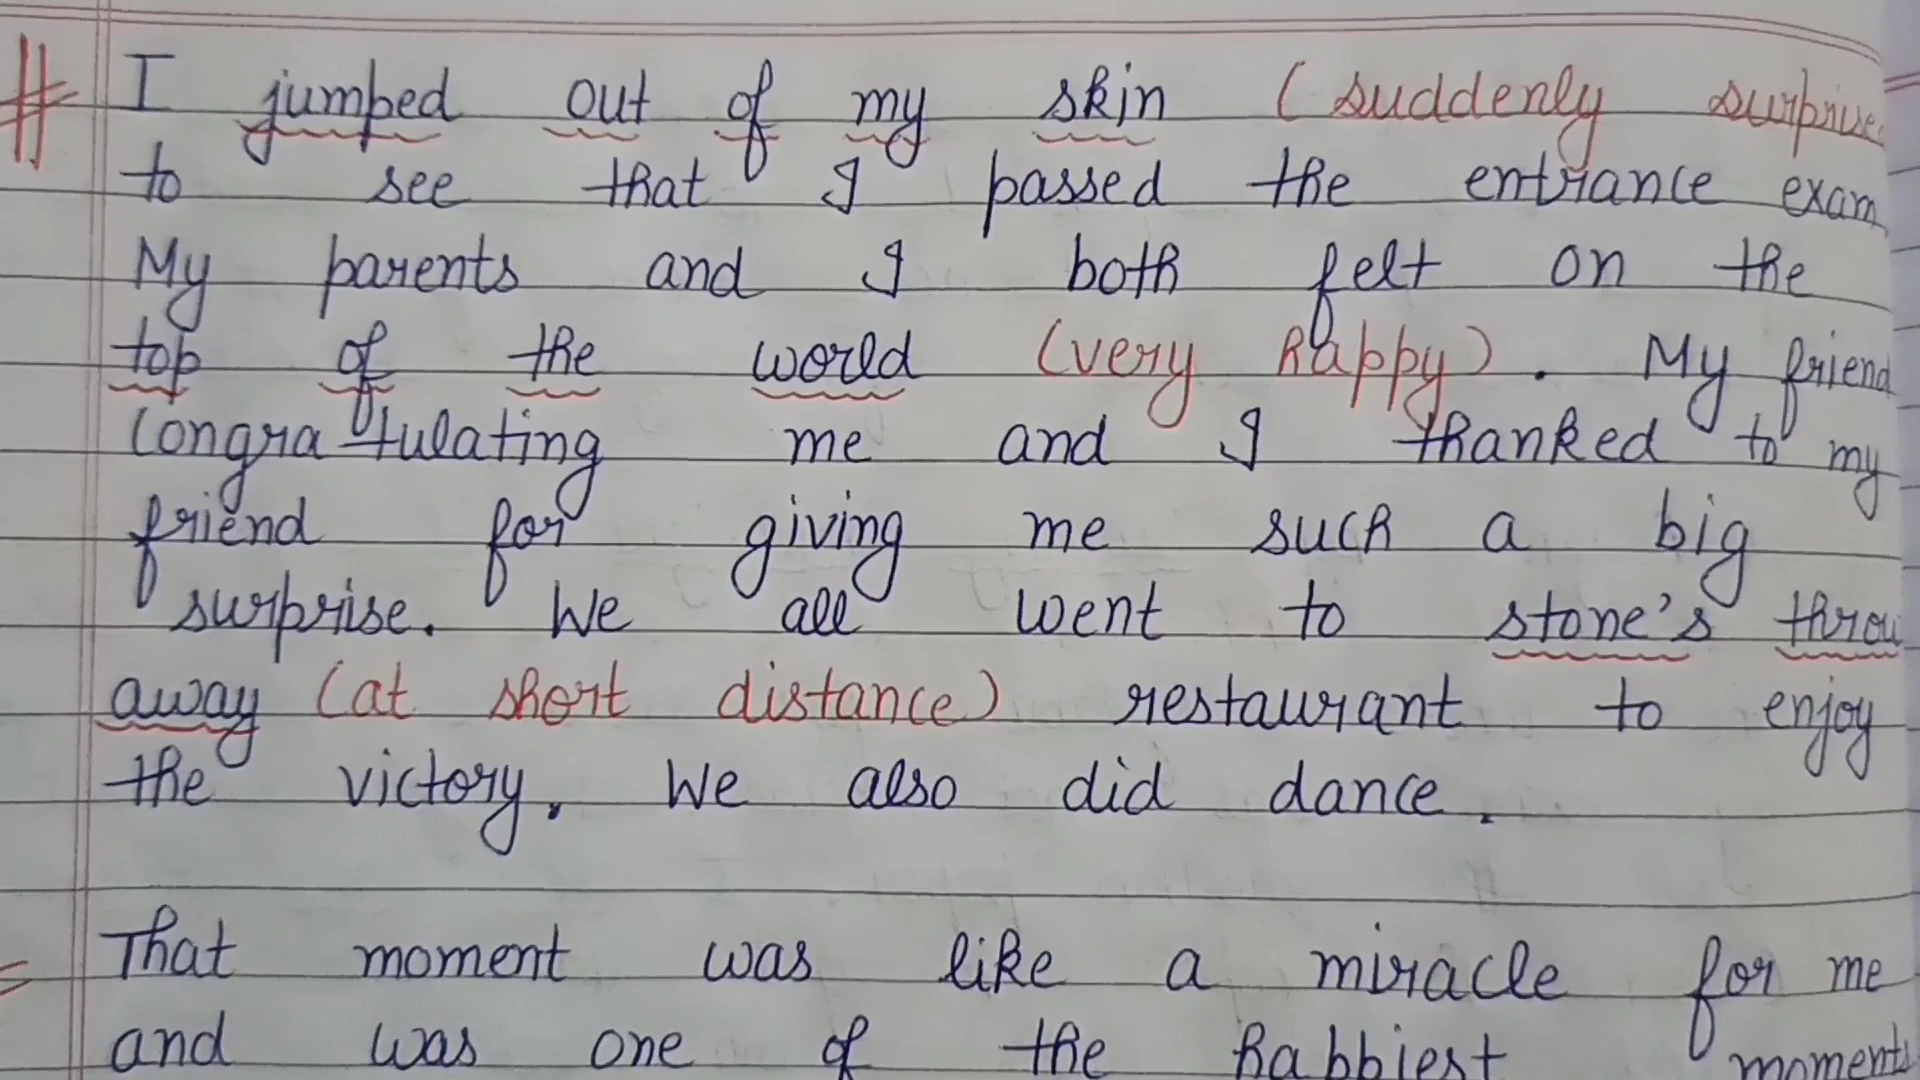 # I jumped out of my skin (suddenly surprise
to see that I passed the entrance exam
My parents and I both felt on the
top of the world (very happy). My friend
congratulating me and I thanked to my
friend for giving me such a big
surprise. We all went to stone's throw
away (at short distance) restaurant to enjoy
the victory. We also did dance.
That moment was like a miracle for me
and was one of the happiest moments